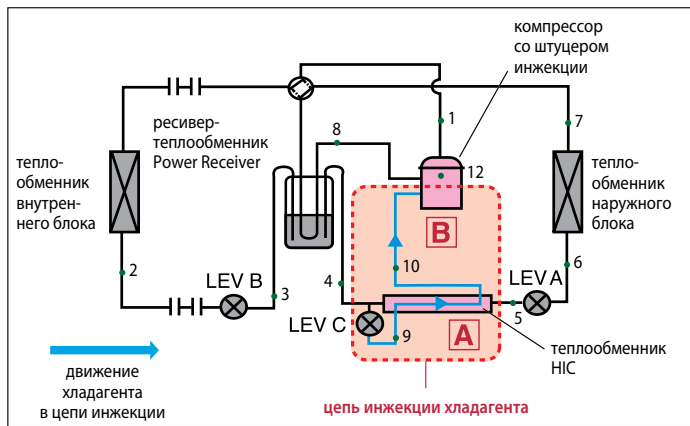 компрессор
со штуцером
инжекции
ресивер-
теплообменник
Power Receiver
тепло-
обменник
внутрен-
него блока
тепло-
обменник
наружного
блока
1
7
8
12
B
2
3
4
10
6
LEV B
LEV A
5
LEV C
9
A
теплообменник
HIC
движение
хладагента
в цепи инжекции
цепь инжекции хладагента